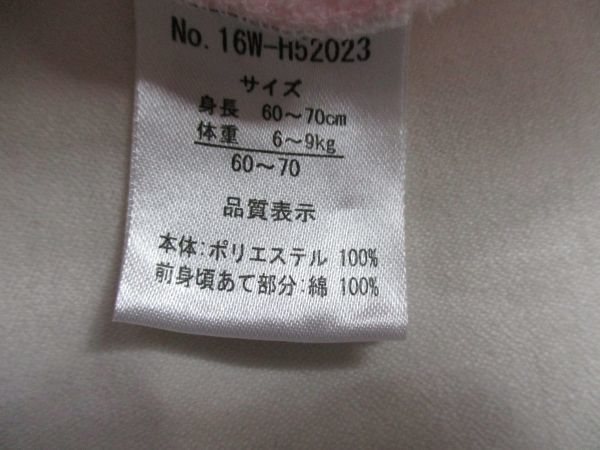 No. 16W-H52023
サイズ
身長 60～70cm
体重 6～9kg
60～70
品質表示
本体：ポリエステル 100%
前身頃あて部分：綿 100%